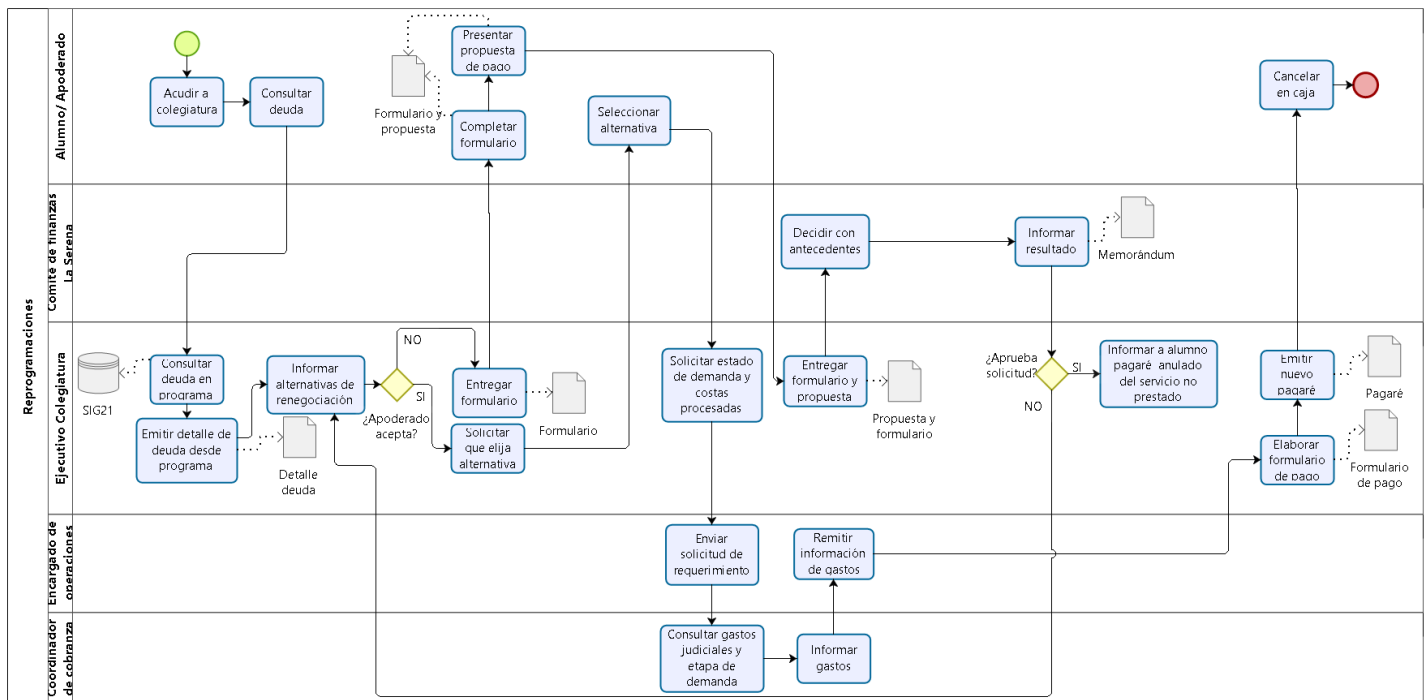 Reprogramaciones
Alumno/ Apoderado
Acudir a
colegiatura
Consultar
deuda
Formulario y
propuesta
Presentar
propuesta
de pago
Completar
formulario
Seleccionar
alternativa
Cancelar
en caja
Comité de finanzas
La Serena
Decidir con
antecedentes
Informar
resultado
Memorándum
Ejecutivo Colegiatura
SIG21
Consultar
deuda en
programa
Emitir detalle de
deuda desde
programa
Informar
alternativas de
renegociación
Detalle
deuda
NO
SI
¿Apoderado
acepta?
Entregar
formulario
Formulario
Solicitar
que elija
alternativa
Solicitar estado
de demanda y
costas
procesadas
Entregar
formulario y
propuesta
Propuesta y
formulario
¿Aprueba
solicitud?
SI
NO
Informar a alumno
pagaré anulado
del servicio no
prestado
Emitir
nuevo
pagaré
Pagaré
Elaborar
formulario
de pago
Formulario
de pago
Encargado de
operaciones
Enviar
solicitud de
requerimiento
Remitir
información
de gastos
Coordinador
de cobranza
Consultar gastos
judiciales y
etapa de
demanda
Informar
gastos